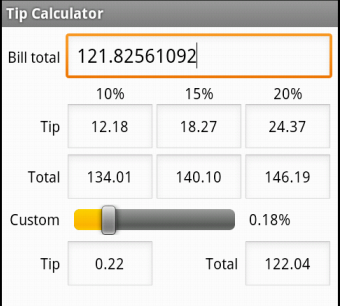 Tip Calculator
Bill total 121.82561092
10% 15% 20%
Tip 12.18 18.27 24.37
Total 134.01 140.10 146.19
Custom 0.18%
Tip 0.22 Total 122.04